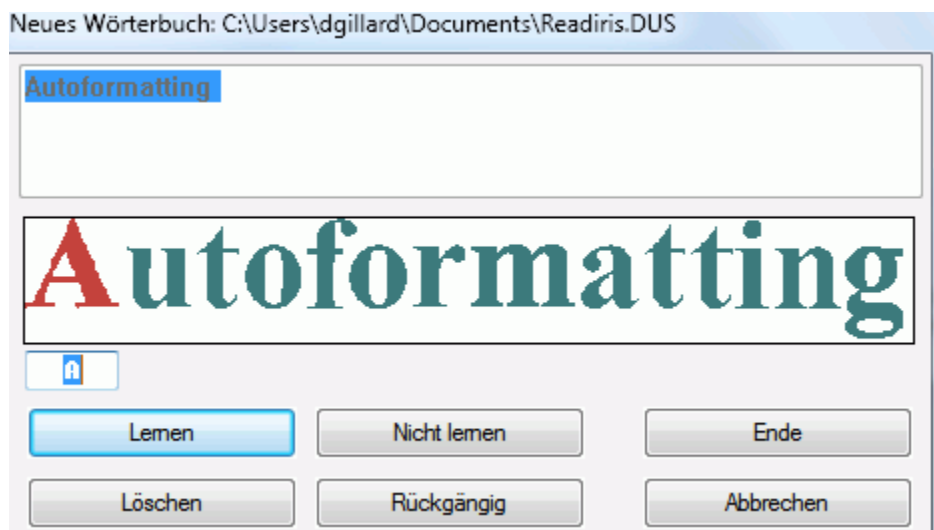 Neues Wörterbuch: C:\Users\dgillard\Documents\Readiris.DUS
Autoformatting
Autoformatting
A
Lernen Nicht lernen Ende
Löschen Rückgängig Abbrechen